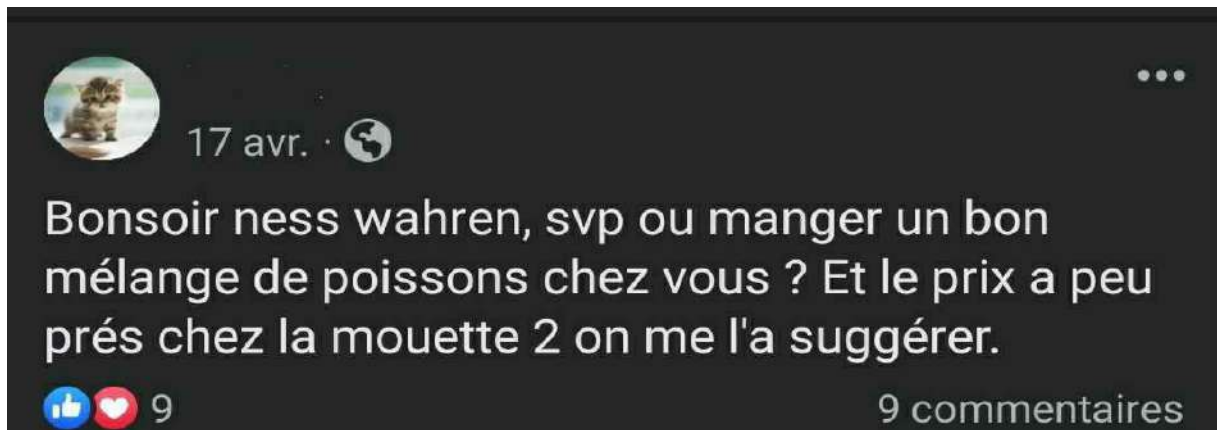 17 avr. ·
Bonsoir ness wahren, svp ou manger un bon
mélange de poissons chez vous ? Et le prix a peu
prés chez la mouette 2 on me l'a suggérer.
9
9 commentaires